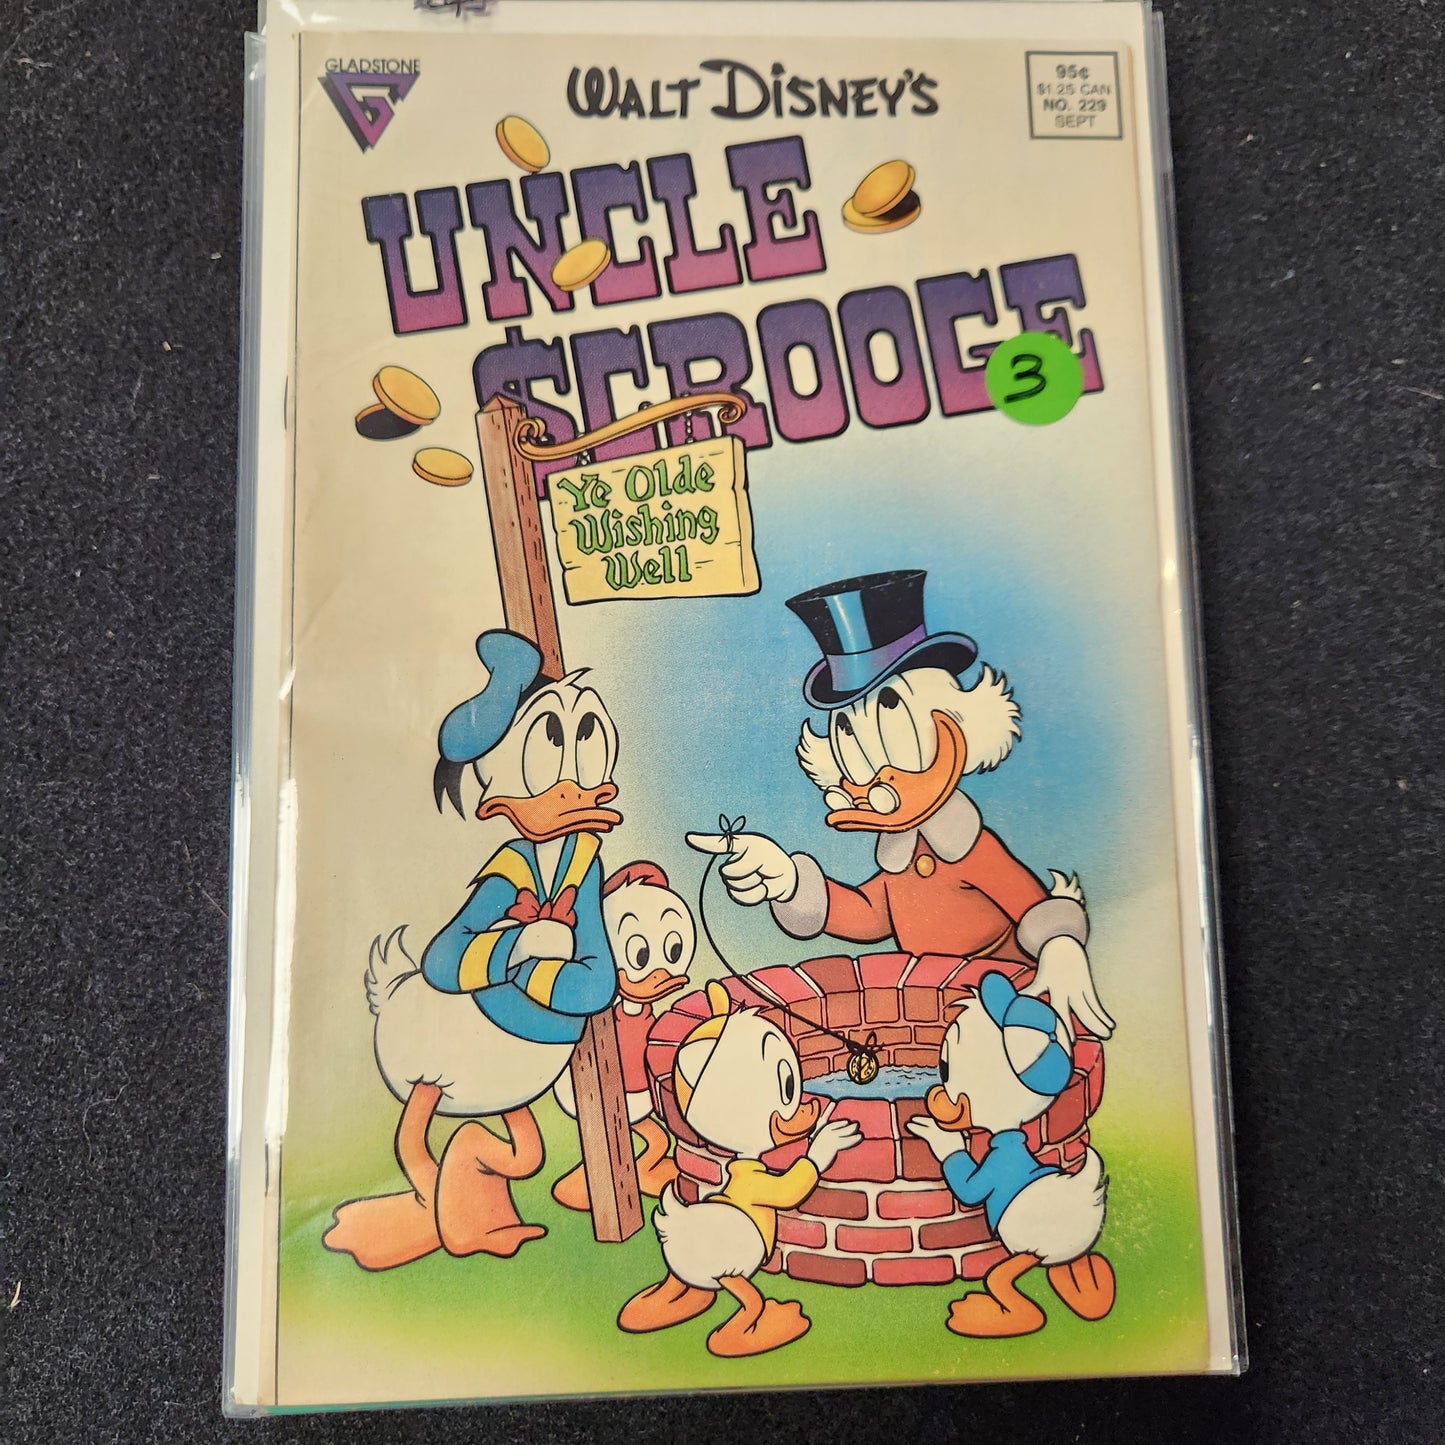 GLADSTONE
G
WALT DISNEY'S
95¢
$1.25 CAN
NO. 229
SEPT
UNCLE
$CROOGE
3
Ye Olde
Wishing
Well